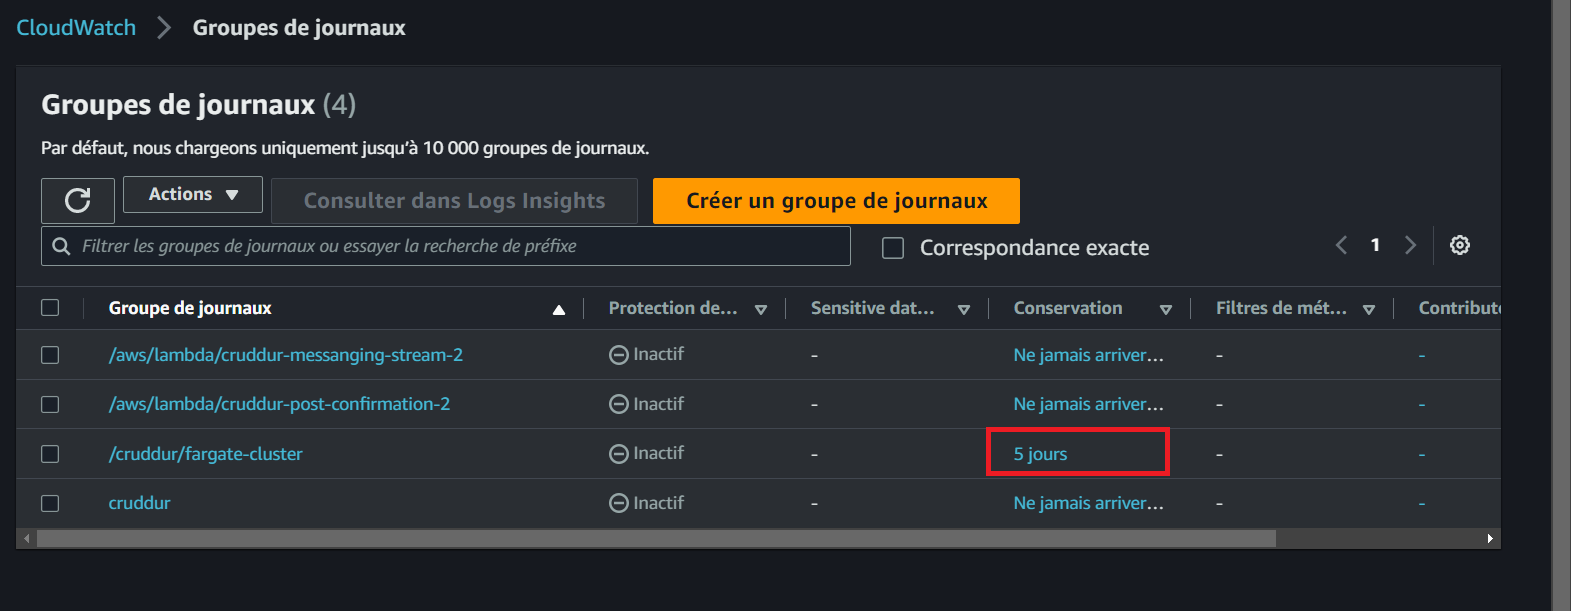 CloudWatch > Groupes de journaux
Groupes de journaux (4)
Par défaut, nous chargeons uniquement jusqu'à 10 000 groupes de journaux.
Actions ▼ Consulter dans Logs Insights Créer un groupe de journaux
Filtrer les groupes de journaux ou essayer la recherche de préfixe Correspondance exacte 1
Groupe de journaux Protection de... Sensitive dat... Conservation Filtres de mét... Contribute
/aws/lambda/cruddur-messanging-stream-2 Inactif - Ne jamais arriver... - -
/aws/lambda/cruddur-post-confirmation-2 Inactif - Ne jamais arriver... - -
/cruddur/fargate-cluster Inactif - 5 jours - -
cruddur Inactif - Ne jamais arriver... - -